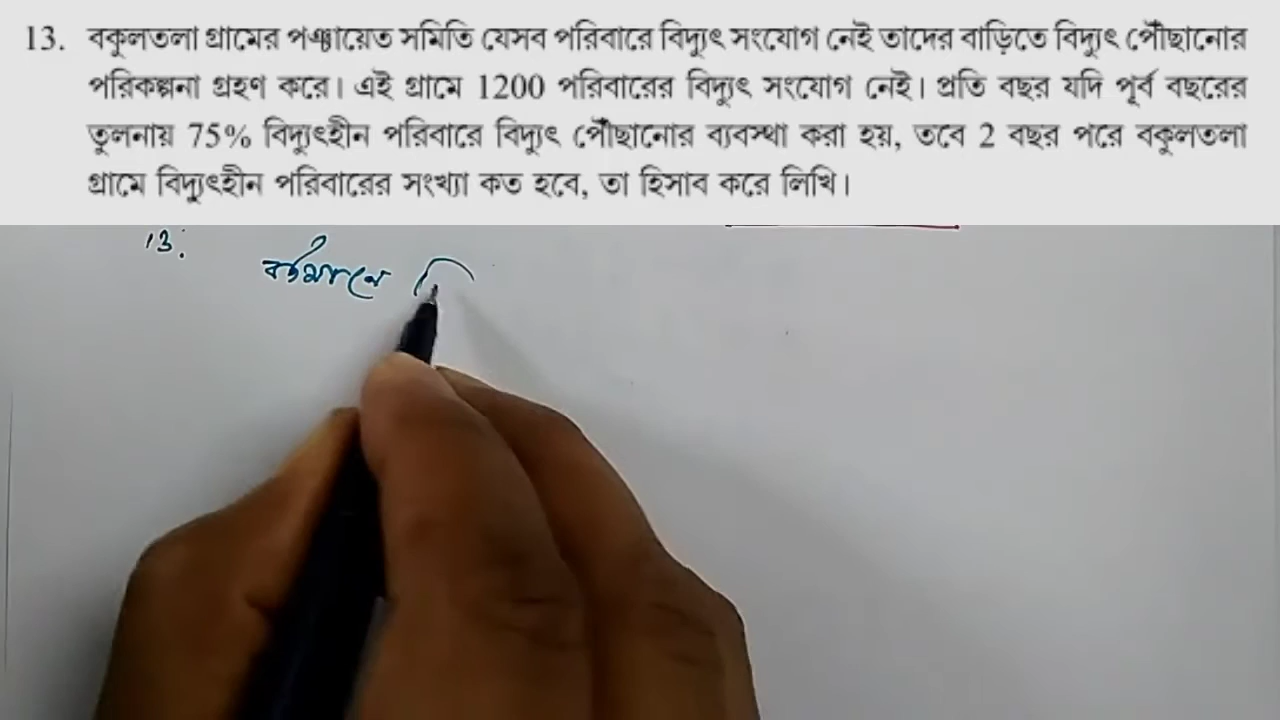 13. বকুলতলা গ্রামের পঞ্চায়েত সমিতি যেসব পরিবারে বিদ্যুৎ সংযোগ নেই তাদের বাড়িতে বিদ্যুৎ পৌঁছানোর
পরিকল্পনা গ্রহণ করে। এই গ্রামে 1200 পরিবারের বিদ্যুৎ সংযোগ নেই। প্রতি বছর যদি পূর্ব বছরের
তুলনায় 75% বিদ্যুৎহীন পরিবারে বিদ্যুৎ পৌঁছানোর ব্যবস্থা করা হয়, তবে 2 বছর পরে বকুলতলা
গ্রামে বিদ্যুৎহীন পরিবারের সংখ্যা কত হবে, তা হিসাব করে লিখি।
13. বর্তমানে